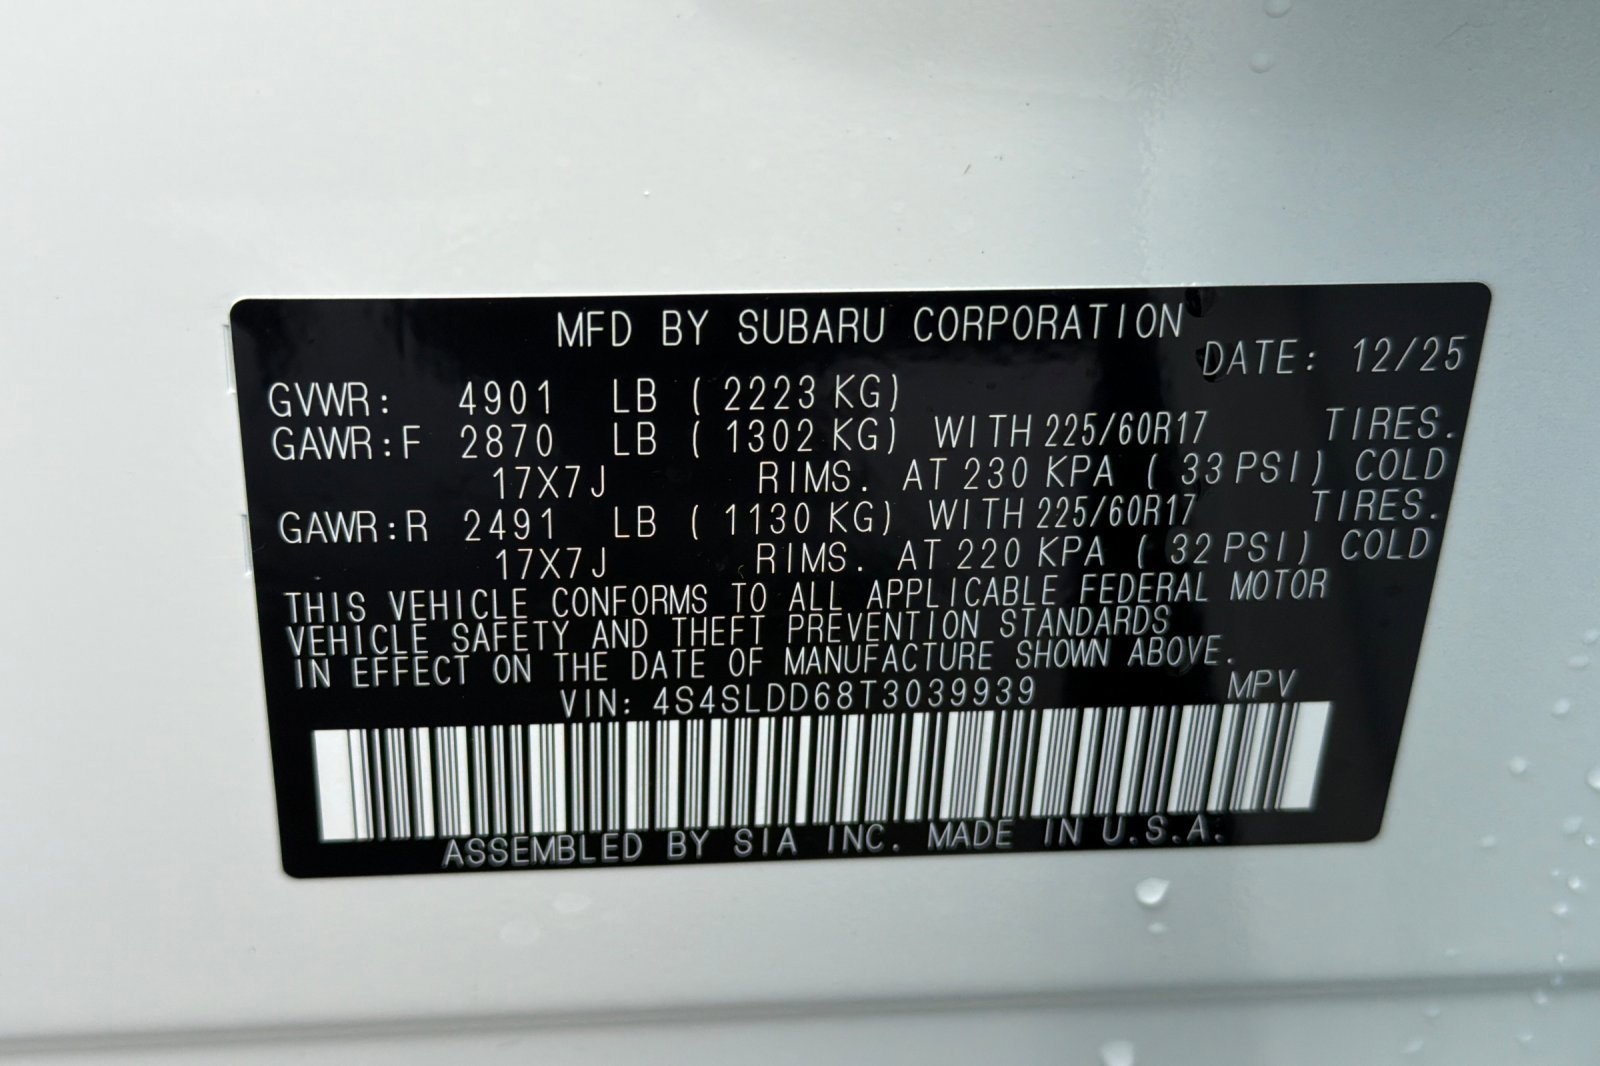 MFD BY SUBARU CORPORATION
DATE: 12/25
GVWR: 4901 LB ( 2223 KG)
GAWR:F 2870 LB ( 1302 KG) WITH 225/60R17 TIRES.
17X7J RIMS. AT 230 KPA ( 33 PSI) COLD
GAWR:R 2491 LB ( 1130 KG) WITH 225/60R17 TIRES.
17X7J RIMS. AT 220 KPA ( 32 PSI) COLD
THIS VEHICLE CONFORMS TO ALL APPLICABLE FEDERAL MOTOR
VEHICLE SAFETY AND THEFT PREVENTION STANDARDS
IN EFFECT ON THE DATE OF MANUFACTURE SHOWN ABOVE.
VIN: 4S4SLDD68T3039939 MPV
ASSEMBLED BY SIA INC. MADE IN U.S.A.